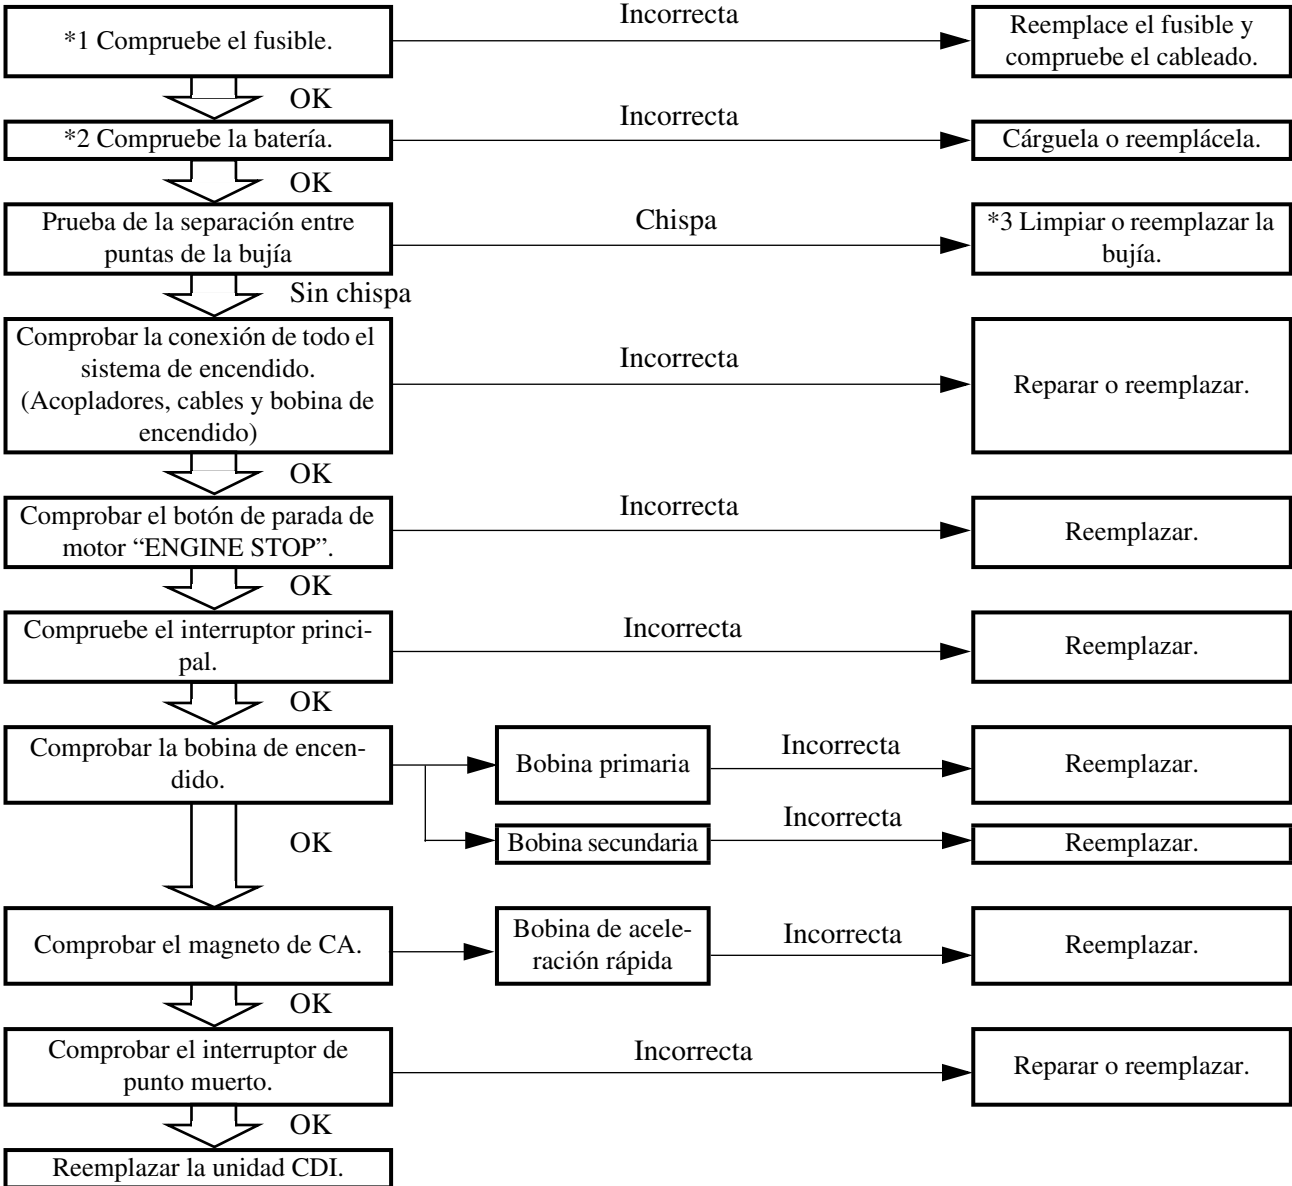 *1 Compruebe el fusible.
Incorrecta
Reemplace el fusible y
compruebe el cableado.
OK
*2 Compruebe la batería.
Incorrecta
Cárguela o reemplácela.
OK
Prueba de la separación entre
puntas de la bujía
Chispa
*3 Limpiar o reemplazar la
bujía.
Sin chispa
Comprobar la conexión de todo el
sistema de encendido.
(Acopladores, cables y bobina de
encendido)
Incorrecta
Reparar o reemplazar.
OK
Comprobar el botón de parada de
motor “ENGINE STOP”.
Incorrecta
Reemplazar.
OK
Compruebe el interruptor princi-
pal.
Incorrecta
Reemplazar.
OK
Comprobar la bobina de encen-
dido.
Bobina primaria
Incorrecta
Reemplazar.
Bobina secundaria
Incorrecta
Reemplazar.
OK
Comprobar el magneto de CA.
Bobina de acele-
ración rápida
Incorrecta
Reemplazar.
OK
Comprobar el interruptor de
punto muerto.
Incorrecta
Reparar o reemplazar.
OK
Reemplazar la unidad CDI.